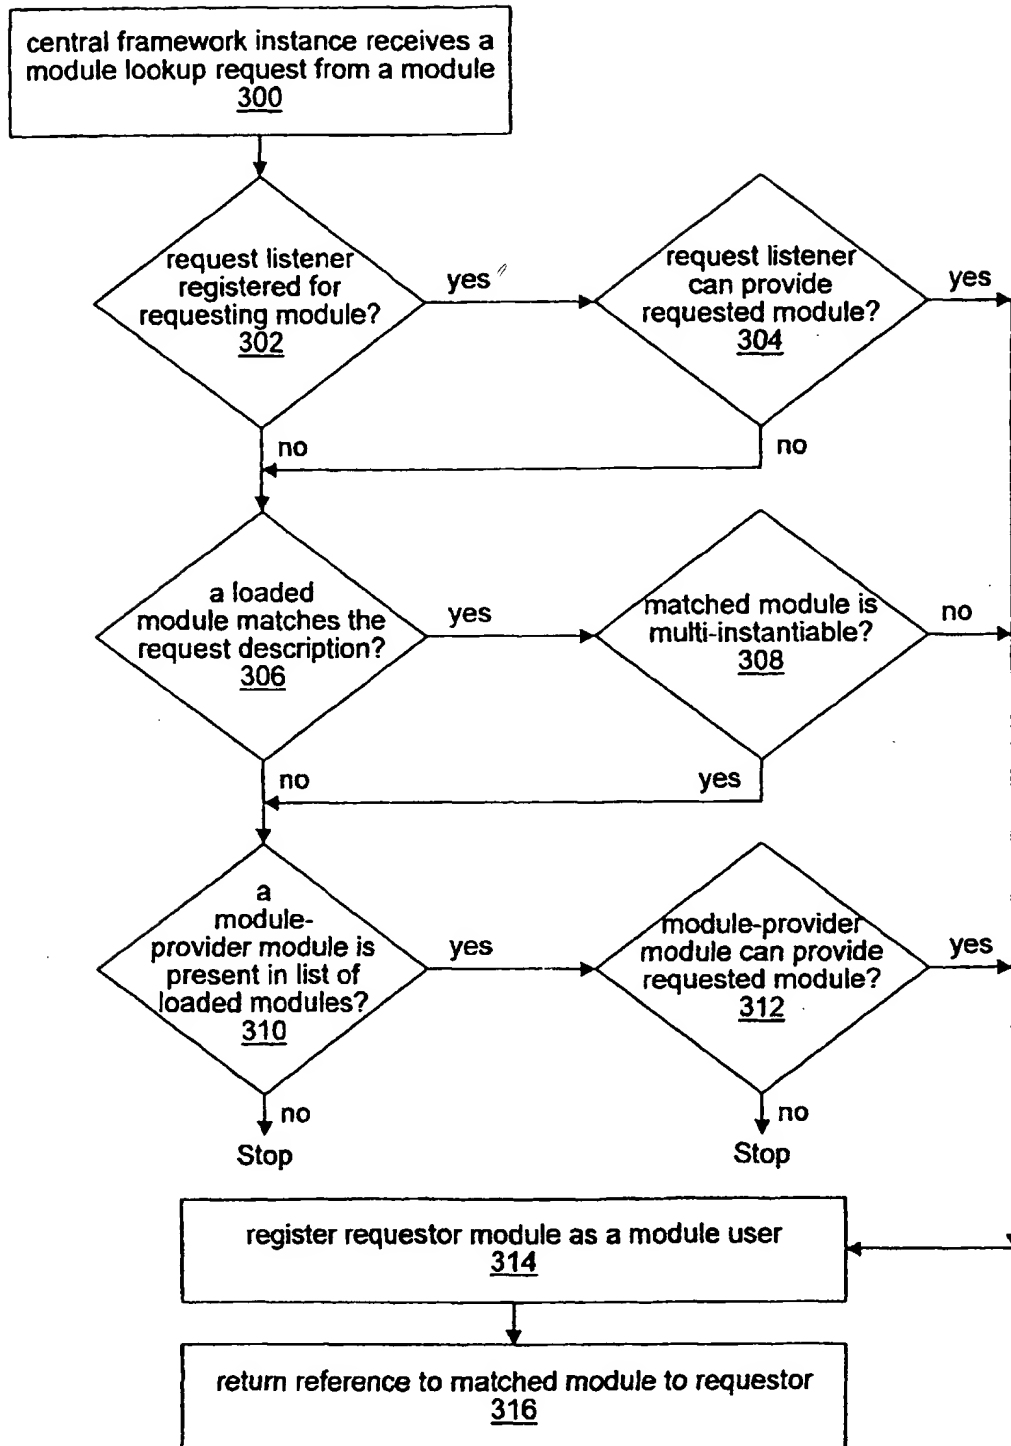 central framework instance receives a
module lookup request from a module
300
request listener
registered for
requesting module?
302
yes
request listener
can provide
requested module?
304
yes
no
no
a loaded
module matches the
request description?
306
yes
matched module is
multi-instantiable?
308
no
no
yes
a
module-
provider module is
present in list of
loaded modules?
310
yes
module-provider
module can provide
requested module?
312
yes
no
Stop
no
Stop
register requestor module as a module user
314
return reference to matched module to requestor
316